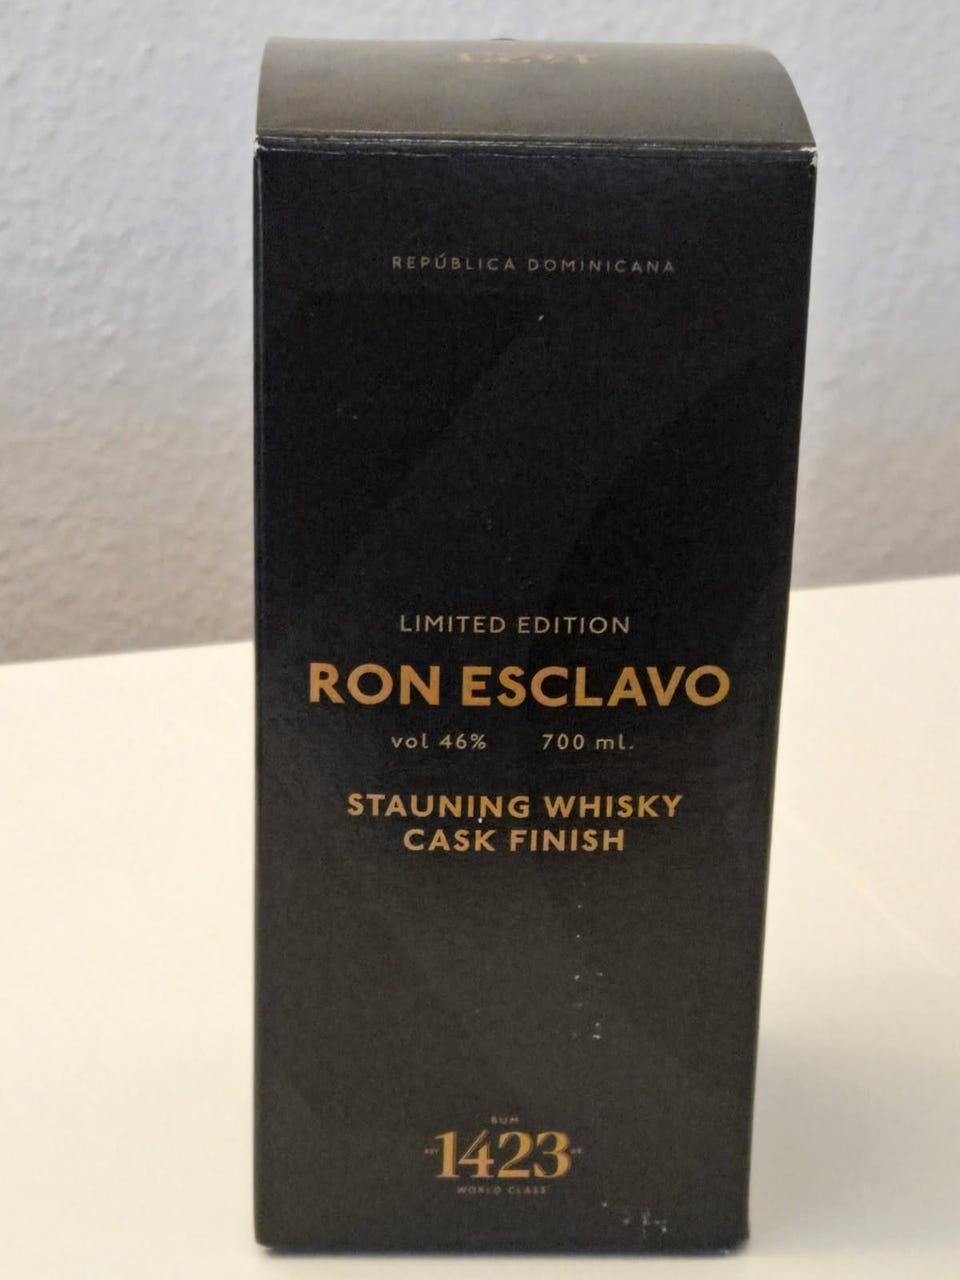 REPÚBLICA DOMINICANA
LIMITED EDITION
RON ESCLAVO
vol 46% 700 ml.
STAUNING WHISKY
CASK FINISH
RUM
1423
WORLD CLASS